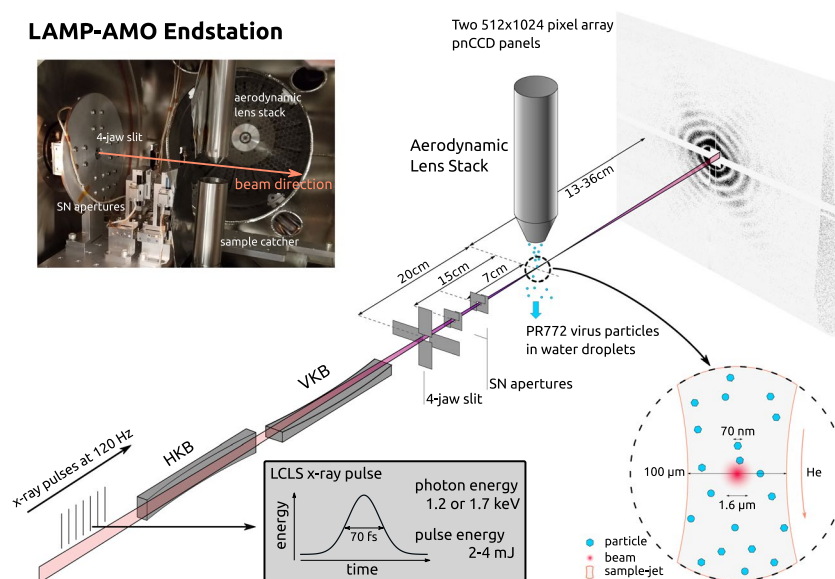 LAMP-AMO Endstation
Two 512x1024 pixel array
pnCCD panels
aerodynamic
lens stack
4-jaw slit
beam direction
SN apertures
sample catcher
Aerodynamic
Lens Stack
13-36cm
20cm
15cm
7cm
PR772 virus particles
in water droplets
SN apertures
4-jaw slit
VKB
HKB
x-ray pulses at 120 Hz
LCLS x-ray pulse
photon energy
1.2 or 1.7 keV
pulse energy
2-4 mJ
energy
70 fs
time
70 nm
100 µm
He
1.6 µm
particle
beam
sample-jet